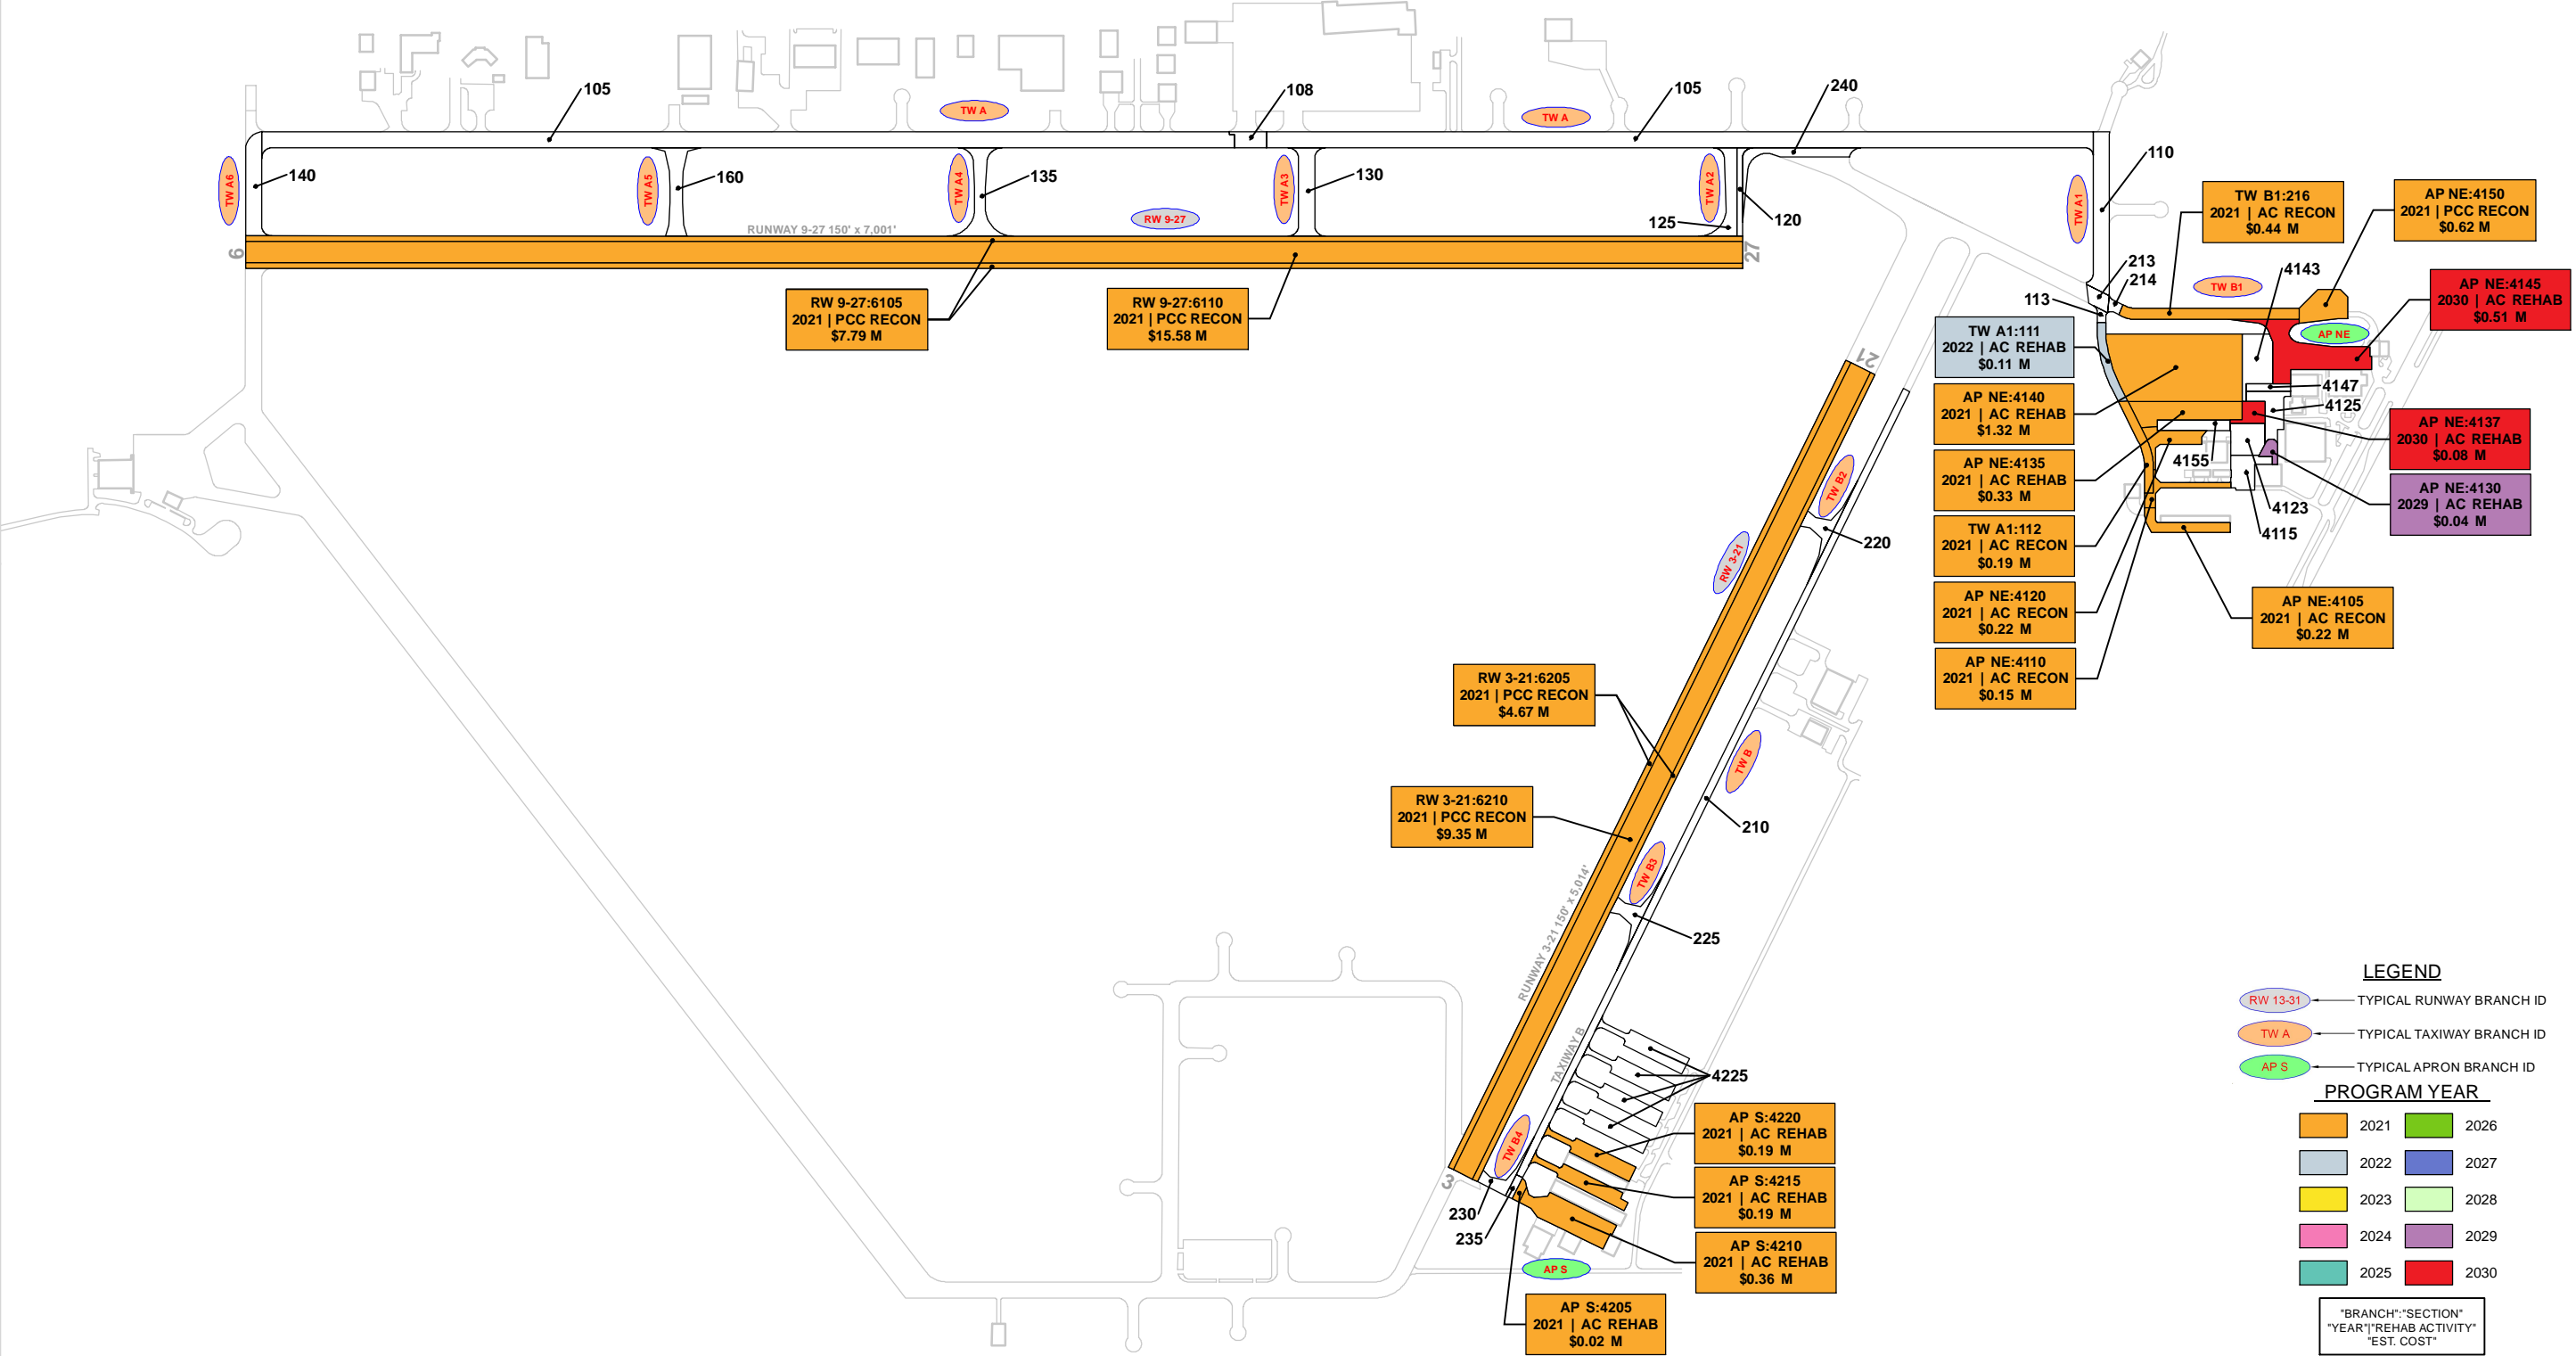 105
TW A
108
TW A
105
240
110
TW A6
140
TW A5
160
TW A4
135
RW 9-27
TW A3
130
TW A2
125
120
TW A1
RUNWAY 9-27 150' x 7,001'
9
27
RW 9-27:6105
2021 | PCC RECON
$7.79 M
RW 9-27:6110
2021 | PCC RECON
$15.58 M
TW B1:216
2021 | AC RECON
$0.44 M
AP NE:4150
2021 | PCC RECON
$0.62 M
213
214
113
TW B1
4143
AP NE:4145
2030 | AC REHAB
$0.51 M
AP NE
TW A1:111
2022 | AC REHAB
$0.11 M
AP NE:4140
2021 | AC REHAB
$1.32 M
4147
4125
AP NE:4137
2030 | AC REHAB
$0.08 M
AP NE:4135
2021 | AC REHAB
$0.33 M
4155
AP NE:4130
2029 | AC REHAB
$0.04 M
4123
4115
TW A1:112
2021 | AC RECON
$0.19 M
AP NE:4120
2021 | AC RECON
$0.22 M
AP NE:4105
2021 | AC RECON
$0.22 M
AP NE:4110
2021 | AC RECON
$0.15 M
21
TW B2
220
RW 3-21
RW 3-21:6205
2021 | PCC RECON
$4.67 M
TW B
RW 3-21:6210
2021 | PCC RECON
$9.35 M
210
TW B3
225
RUNWAY 3-21 150' x 5,014'
TAXIWAY B
4225
TW B4
3
230
235
AP S:4220
2021 | AC REHAB
$0.19 M
AP S:4215
2021 | AC REHAB
$0.19 M
AP S:4210
2021 | AC REHAB
$0.36 M
AP S
AP S:4205
2021 | AC REHAB
$0.02 M
LEGEND
RW 13-31 TYPICAL RUNWAY BRANCH ID
TW A TYPICAL TAXIWAY BRANCH ID
AP S TYPICAL APRON BRANCH ID
PROGRAM YEAR
2021 2026
2022 2027
2023 2028
2024 2029
2025 2030
"BRANCH":"SECTION"
"YEAR"|"REHAB ACTIVITY"
"EST. COST"